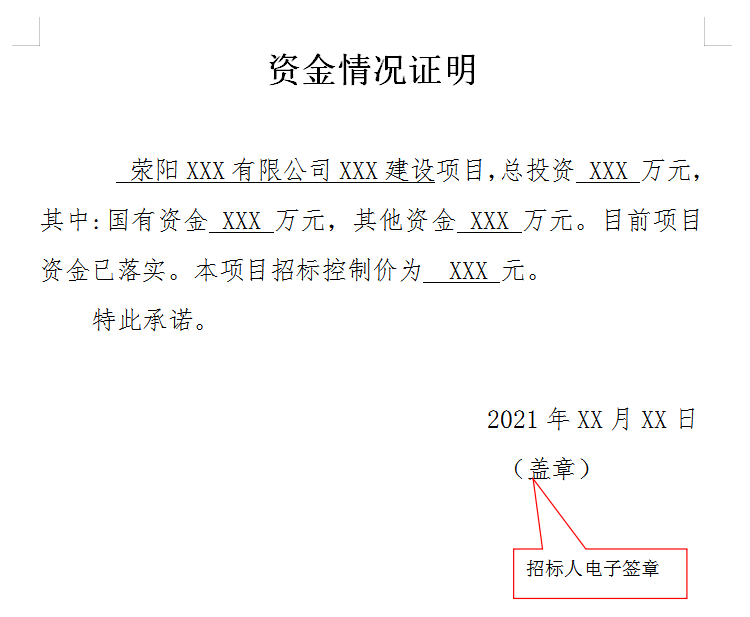 资金情况证明
荥阳 XXX 有限公司 XXX 建设项目，总投资 XXX 万元，
其中：国有资金 XXX 万元，其他资金 XXX 万元。目前项目
资金已落实。本项目招标控制价为 XXX 元。
特此承诺。
2021 年 XX 月 XX 日
（盖章）
招标人电子签章